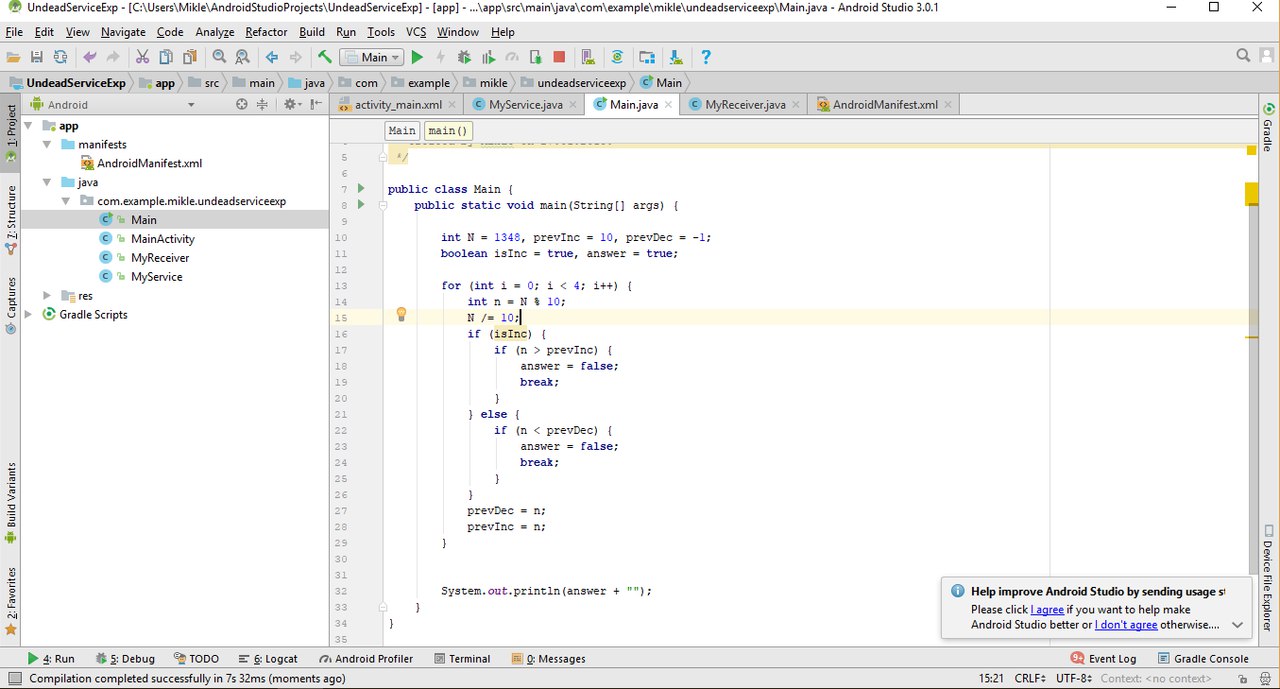 UndeadServiceExp - [C:\Users\Mikle\AndroidStudioProjects\UndeadServiceExp] - [app] - ...\app\src\main\java\com\example\mikle\undeadserviceexp\Main.java - Android Studio 3.0.1
File Edit View Navigate Code Analyze Refactor Build Run Tools VCS Window Help
Main
UndeadServiceExp app src main java com example mikle undeadserviceexp Main
Android
activity_main.xml MyService.java Main.java MyReceiver.java AndroidManifest.xml
1: Project
Z: Structure
Captures
Build Variants
2: Favorites
app
manifests
AndroidManifest.xml
java
com.example.mikle.undeadserviceexp
Main
MainActivity
MyReceiver
MyService
res
Gradle Scripts
Main main()
5 */
6
7 public class Main {
8 public static void main(String[] args) {
9
10 int N = 1348, prevInc = 10, prevDec = -1;
11 boolean isInc = true, answer = true;
12
13 for (int i = 0; i < 4; i++) {
14 int n = N % 10;
15 N /= 10;
16 if (isInc) {
17 if (n > prevInc) {
18 answer = false;
19 break;
20 }
21 } else {
22 if (n < prevDec) {
23 answer = false;
24 break;
25 }
26 }
27 prevDec = n;
28 prevInc = n;
29 }
30
31
32 System.out.println(answer + "");
33 }
34 }
35
Gradle
Device File Explorer
Help improve Android Studio by sending usage st
Please click I agree if you want to help make
Android Studio better or I don't agree otherwise....
4: Run 5: Debug TODO 6: Logcat Android Profiler Terminal 0: Messages 9+ Event Log Gradle Console
Compilation completed successfully in 7s 32ms (moments ago) 15:21 CRLF UTF-8 Context: <no context>